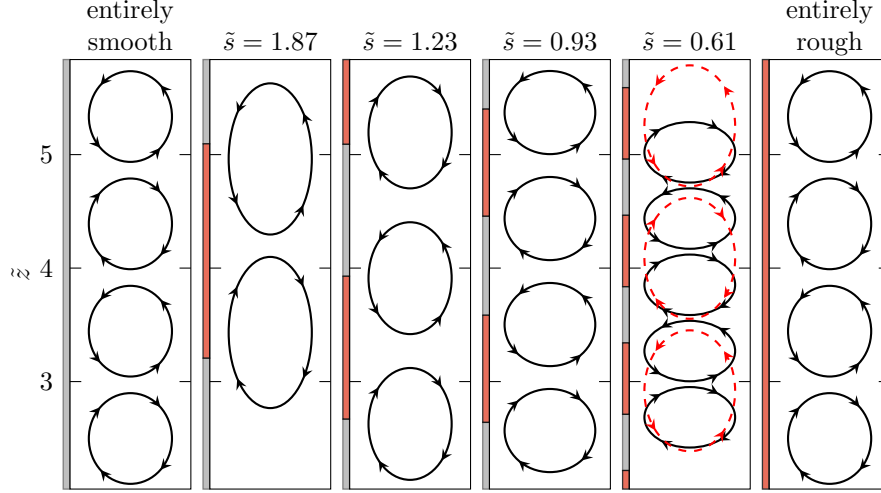 entirely
smooth
s̃ = 1.87
s̃ = 1.23
s̃ = 0.93
s̃ = 0.61
entirely
rough
5
4
3
z̃